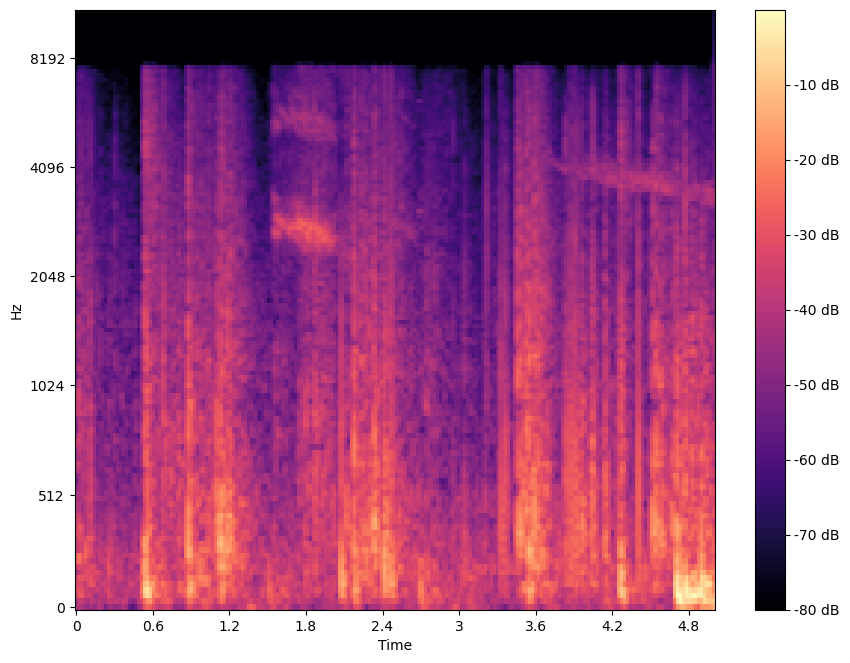 8192
4096
2048
1024
512
0
Hz
0 0.6 1.2 1.8 2.4 3 3.6 4.2 4.8
Time
-10 dB
-20 dB
-30 dB
-40 dB
-50 dB
-60 dB
-70 dB
-80 dB